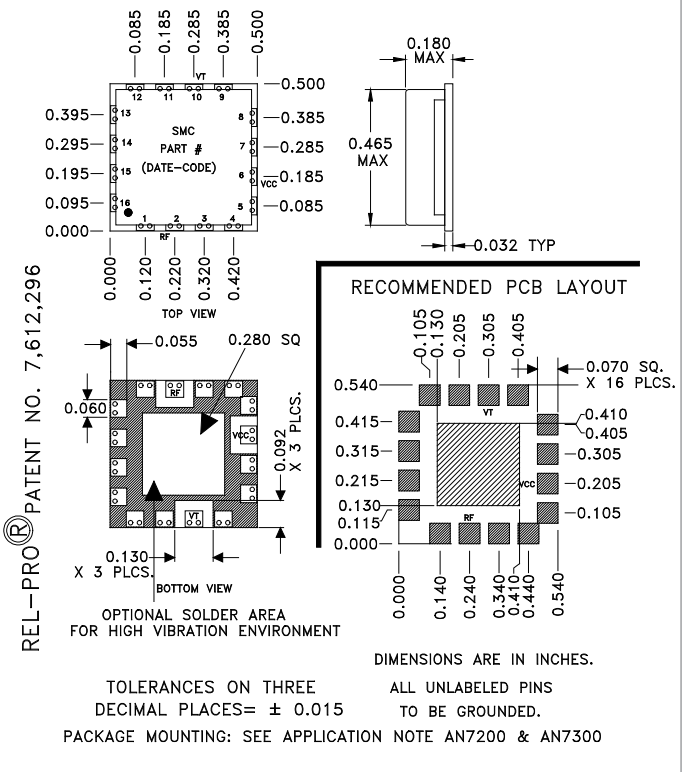 0.085
0.185
0.285
0.385
0.500
VT
12 11 10 9
0.500
0.395 13 8 0.385
SMC
0.295 14 PART # 7 0.285
0.195 15 (DATE-CODE) 6 0.185
VCC
0.095 16 5 0.085
0.000 1 2 3 4
RF
0.000
0.120
0.220
0.320
0.420
TOP VIEW
0.180
MAX
0.465
MAX
0.032 TYP
REL-PRO® PATENT NO. 7,612,296
0.055 0.280 SQ
0.060
RF
VCC
0.092
X 3 PLCS.
VT
0.130
X 3 PLCS.
BOTTOM VIEW
OPTIONAL SOLDER AREA
FOR HIGH VIBRATION ENVIRONMENT
RECOMMENDED PCB LAYOUT
0.105
0.130
0.205
0.305
0.405
0.070 SQ.
X 16 PLCS.
0.540
VT
0.415 0.410
0.405
0.315 0.305
0.215 VCC 0.205
0.130
0.115 RF 0.105
0.000
0.000
0.140
0.240
0.340
0.410
0.440
0.540
DIMENSIONS ARE IN INCHES.
TOLERANCES ON THREE
DECIMAL PLACES= ± 0.015
ALL UNLABELED PINS
TO BE GROUNDED.
PACKAGE MOUNTING: SEE APPLICATION NOTE AN7200 & AN7300